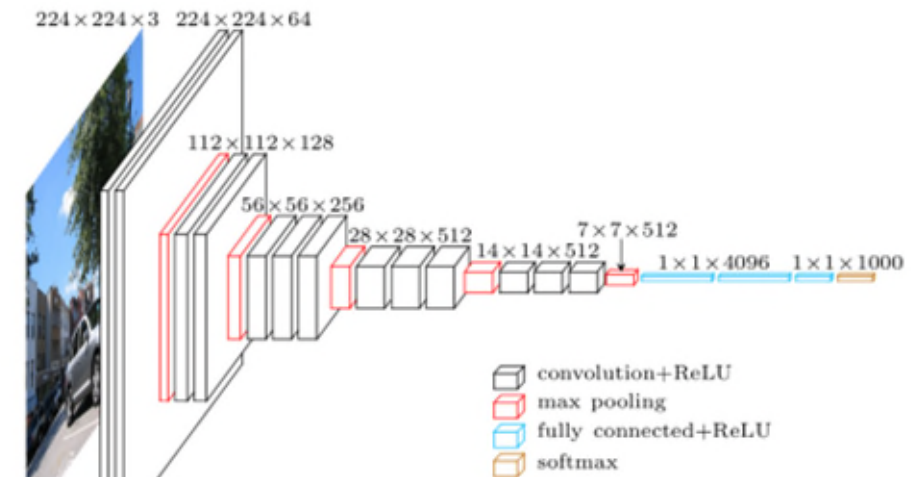 224×224×3
224×224×64
112×112×128
56×56×256
28×28×512
14×14×512
7×7×512
1×1×4096
1×1×1000
convolution+ReLU
max pooling
fully connected+ReLU
softmax